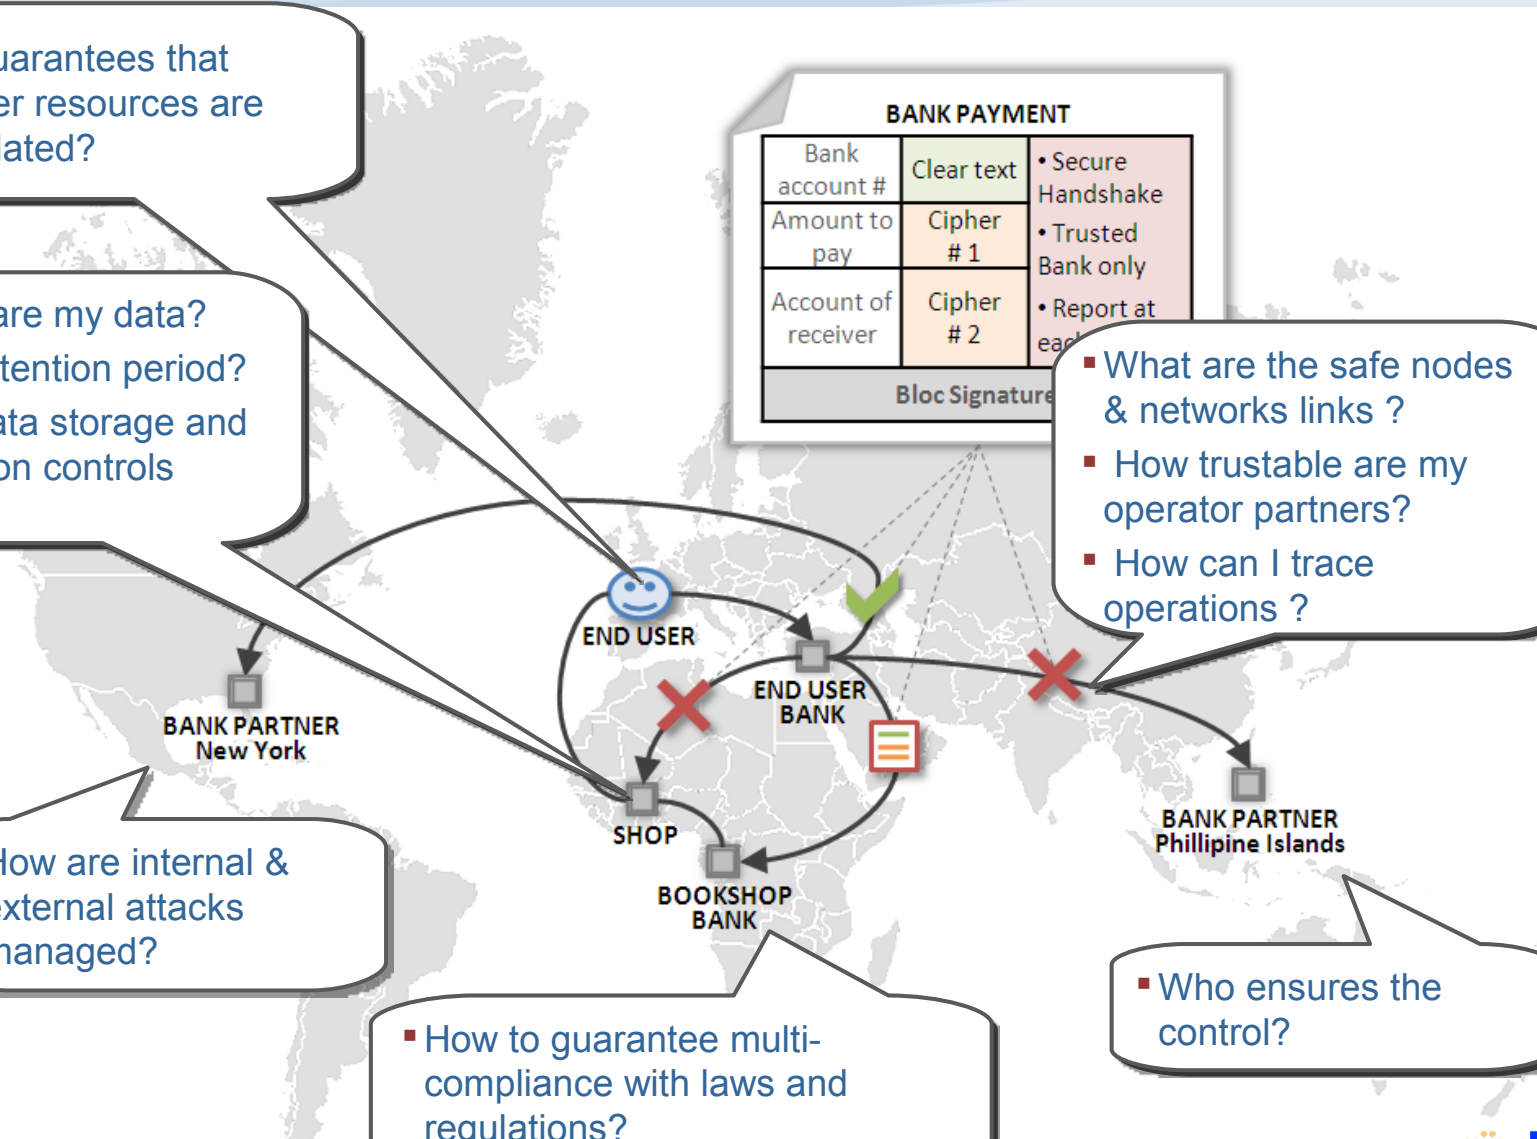 guarantees that
er resources are
lated?
are my data?
tention period?
ata storage and
on controls
BANK PAYMENT
Bank
account #
Clear text
• Secure
Handshake
Amount to
pay
Cipher
# 1
• Trusted
Bank only
Account of
receiver
Cipher
# 2
• Report at
Bloc Signature
▪ What are the safe nodes
& networks links ?
▪ How trustable are my
operator partners?
▪ How can I trace
operations ?
END USER
END USER
BANK
BANK PARTNER
New York
SHOP
BOOKSHOP
BANK
BANK PARTNER
Phillipine Islands
How are internal &
external attacks
managed?
▪ How to guarantee multi-
compliance with laws and
regulations?
▪ Who ensures the
control?